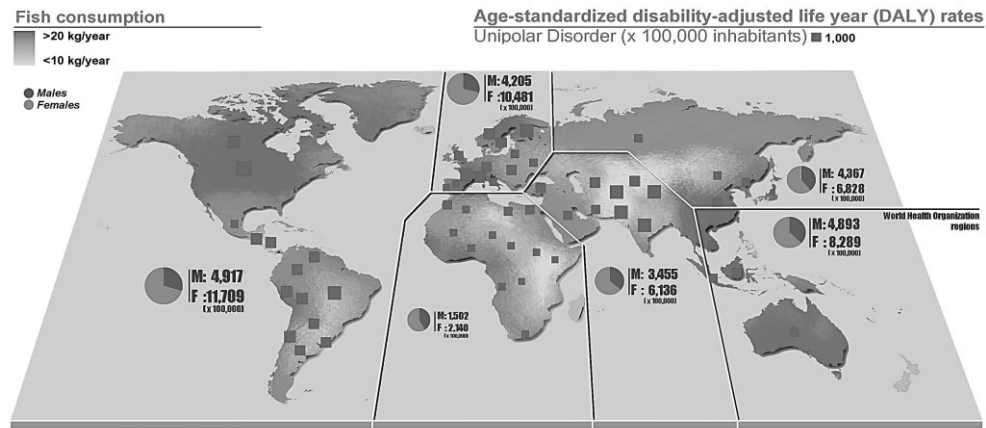 Fish consumption
>20 kg/year
<10 kg/year
Males
Females
Age-standardized disability-adjusted life year (DALY) rates
Unipolar Disorder (x 100,000 inhabitants) 1,000
M: 4,205
F :10,481
(x 100,000)
M: 4,367
F : 6,828
(x 100,000)
World Health Organization
regions
M: 4,893
F : 8,289
(x 100,000)
M: 4,917
F :11,709
(x 100,000)
M: 3,455
F : 6,136
(x 100,000)
M: 1,502
F : 2,140
(x 100,000)